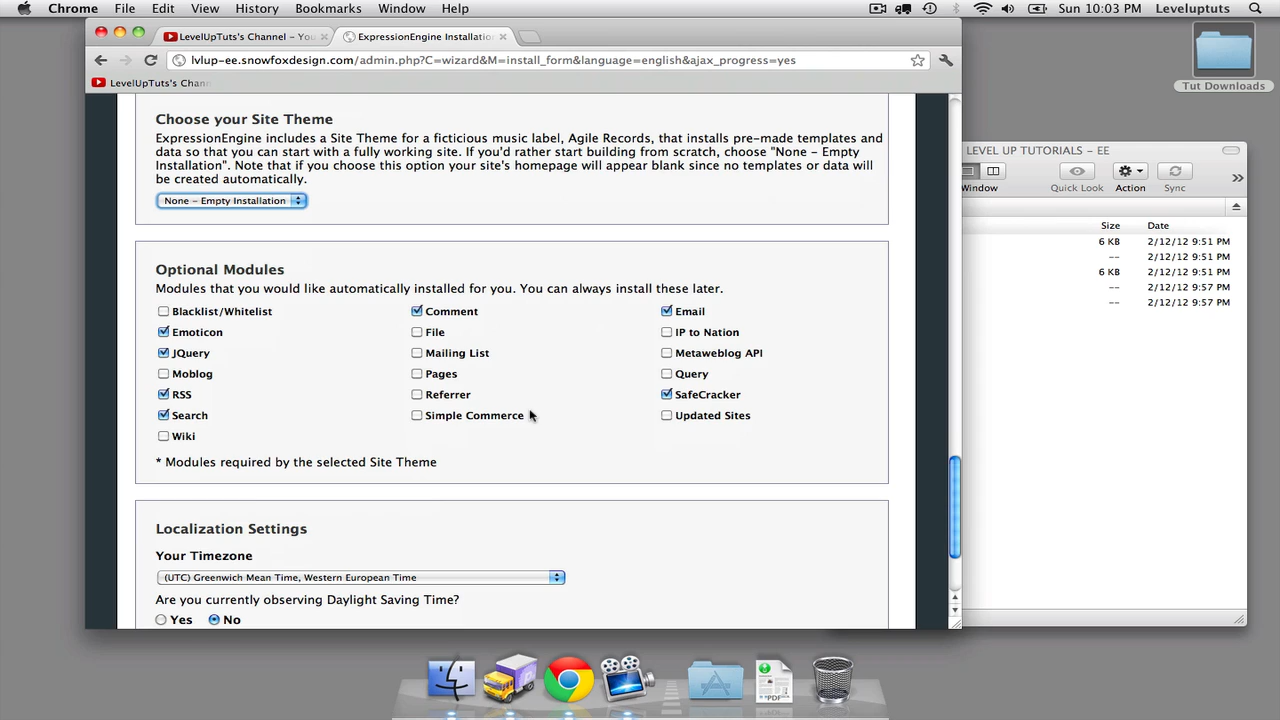 Chrome File Edit View History Bookmarks Window Help Sun 10:03 PM Leveluptuts
LevelUpTuts's Channel - You ExpressionEngine Installation
lvlup-ee.snowfoxdesign.com/admin.php?C=wizard&M=install_form&language=english&ajax_progress=yes
LevelUpTuts's Chann
Tut Downloads
Choose your Site Theme
ExpressionEngine includes a Site Theme for a ficticious music label, Agile Records, that installs pre-made templates and
data so that you can start with a fully working site. If you'd rather start building from scratch, choose "None - Empty
Installation". Note that if you choose this option your site's homepage will appear blank since no templates or data will
be created automatically.
None - Empty Installation
Optional Modules
Modules that you would like automatically installed for you. You can always install these later.
Blacklist/Whitelist Comment Email
Emoticon File IP to Nation
JQuery Mailing List Metaweblog API
Moblog Pages Query
RSS Referrer SafeCracker
Search Simple Commerce Updated Sites
Wiki
* Modules required by the selected Site Theme
Localization Settings
Your Timezone
(UTC) Greenwich Mean Time, Western European Time
Are you currently observing Daylight Saving Time?
Yes No
LEVEL UP TUTORIALS - EE
Window Quick Look Action Sync
Size Date
6 KB 2/12/12 9:51 PM
-- 2/12/12 9:51 PM
6 KB 2/12/12 9:51 PM
-- 2/12/12 9:57 PM
-- 2/12/12 9:57 PM
PDF